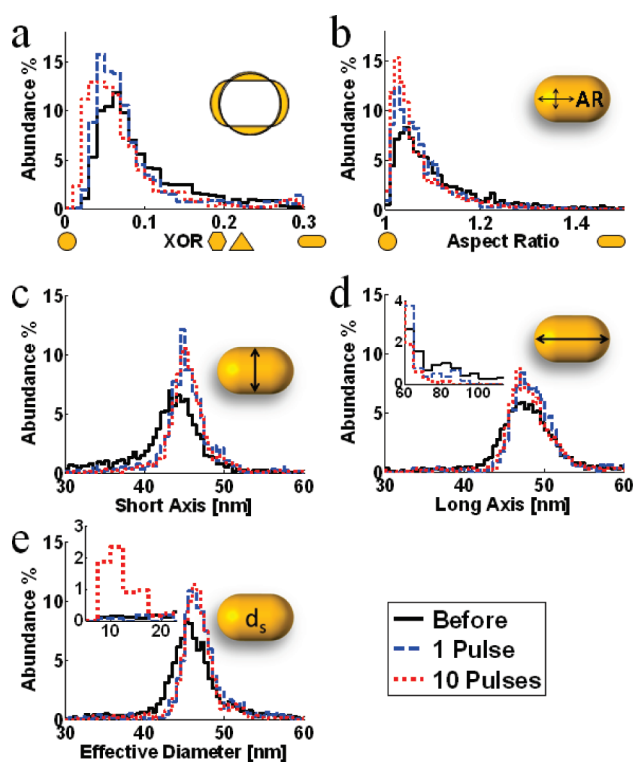 a
Abundance %
15
10
5
0
0 0.1 0.2 0.3
XOR
b
Abundance %
15
10
5
0
AR
1 1.2 1.4
Aspect Ratio
c
Abundance %
15
10
5
0
30 40 50 60
Short Axis [nm]
d
Abundance %
15
10
5
0
4
2
0
60 80 100
30 40 50 60
Long Axis [nm]
e
Abundance %
15
10
5
0
3
2
1
0
10 20
d_s
30 40 50 60
Effective Diameter [nm]
Before
1 Pulse
10 Pulses